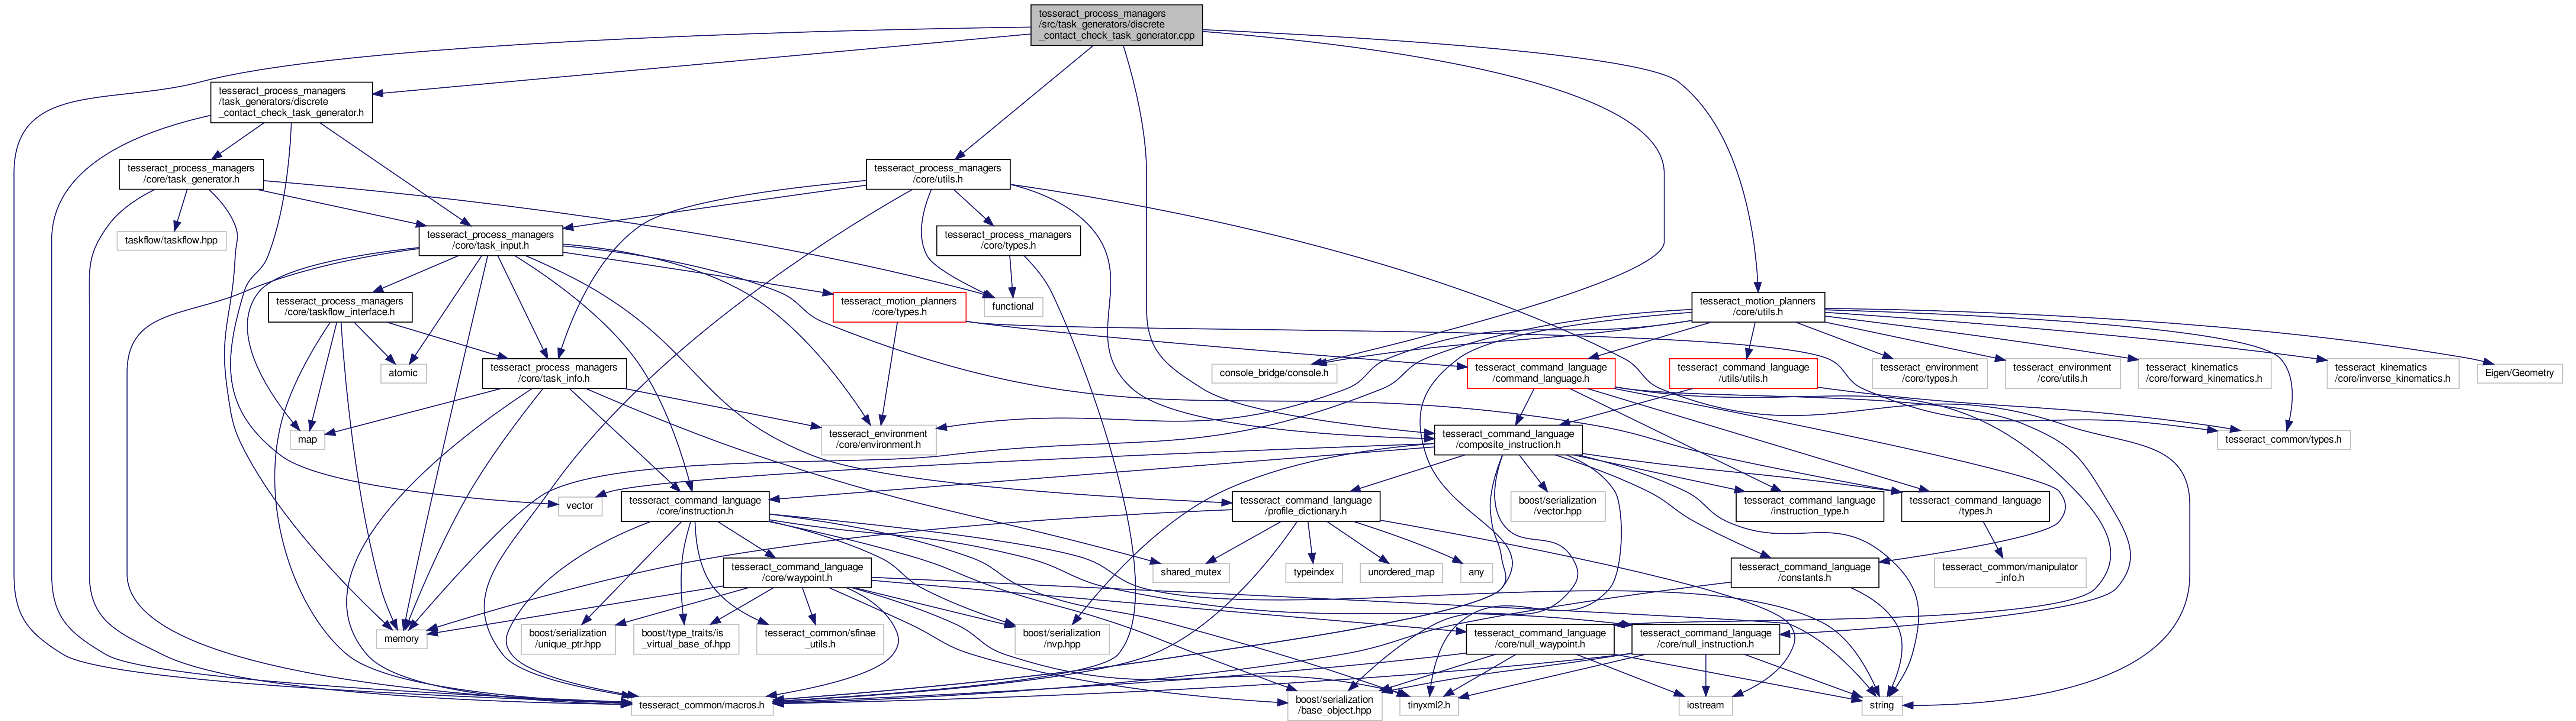 tesseract_process_managers
/src/task_generators/discrete
_contact_check_task_generator.cpp
tesseract_process_managers
/task_generators/discrete
_contact_check_task_generator.h
tesseract_process_managers
/core/task_generator.h
tesseract_process_managers
/core/utils.h
taskflow/taskflow.hpp
tesseract_process_managers
/core/task_input.h
tesseract_process_managers
/core/types.h
tesseract_process_managers
/core/taskflow_interface.h
tesseract_motion_planners
/core/types.h
functional
tesseract_motion_planners
/core/utils.h
atomic
tesseract_process_managers
/core/task_info.h
console_bridge/console.h
tesseract_command_language
/command_language.h
tesseract_command_language
/utils/utils.h
tesseract_environment
/core/types.h
tesseract_environment
/core/utils.h
tesseract_kinematics
/core/forward_kinematics.h
tesseract_kinematics
/core/inverse_kinematics.h
Eigen/Geometry
map
tesseract_environment
/core/environment.h
tesseract_command_language
/composite_instruction.h
tesseract_common/types.h
vector
tesseract_command_language
/core/instruction.h
tesseract_command_language
/profile_dictionary.h
boost/serialization
/vector.hpp
tesseract_command_language
/instruction_type.h
tesseract_command_language
/types.h
tesseract_command_language
/core/waypoint.h
shared_mutex
typeindex
unordered_map
any
tesseract_command_language
/constants.h
tesseract_common/manipulator
_info.h
memory
boost/serialization
/unique_ptr.hpp
boost/type_traits/is
_virtual_base_of.hpp
tesseract_common/sfinae
_utils.h
boost/serialization
/nvp.hpp
tesseract_command_language
/core/null_waypoint.h
tesseract_command_language
/core/null_instruction.h
tesseract_common/macros.h
boost/serialization
/base_object.hpp
tinyxml2.h
iostream
string